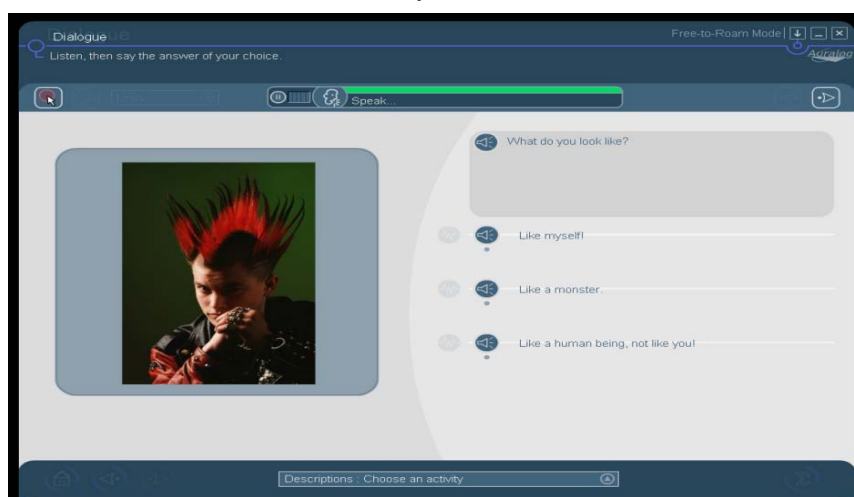 Dialogue
Free-to-Roam Mode
Listen, then say the answer of your choice.
Auralog
Speak...
What do you look like?
Like myself!
Like a monster.
Like a human being, not like you!
Descriptions : Choose an activity